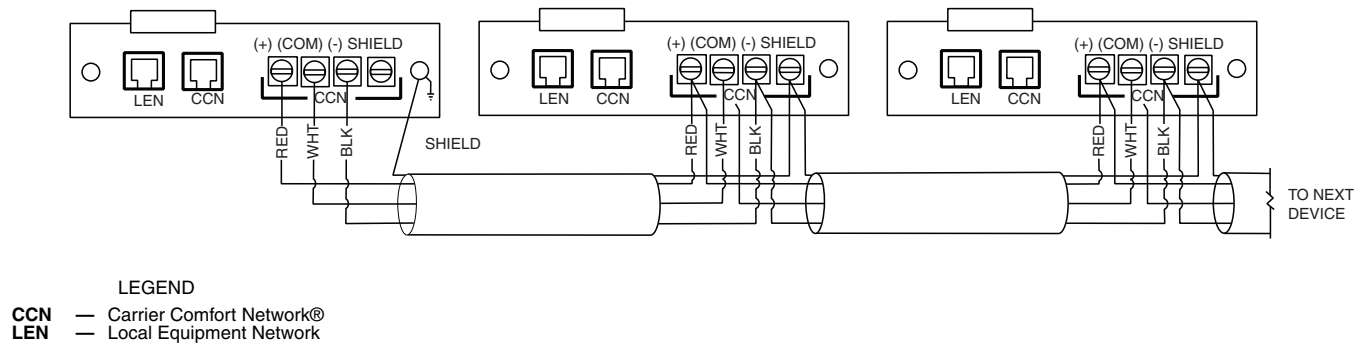 (+) (COM) (-) SHIELD
(+) (COM) (-) SHIELD
(+) (COM) (-) SHIELD
LEN CCN CCN
LEN CCN CCN
LEN CCN CCN
RED WHT BLK
SHIELD
RED WHT BLK
RED WHT BLK
TO NEXT
DEVICE
LEGEND
CCN — Carrier Comfort Network®
LEN — Local Equipment Network